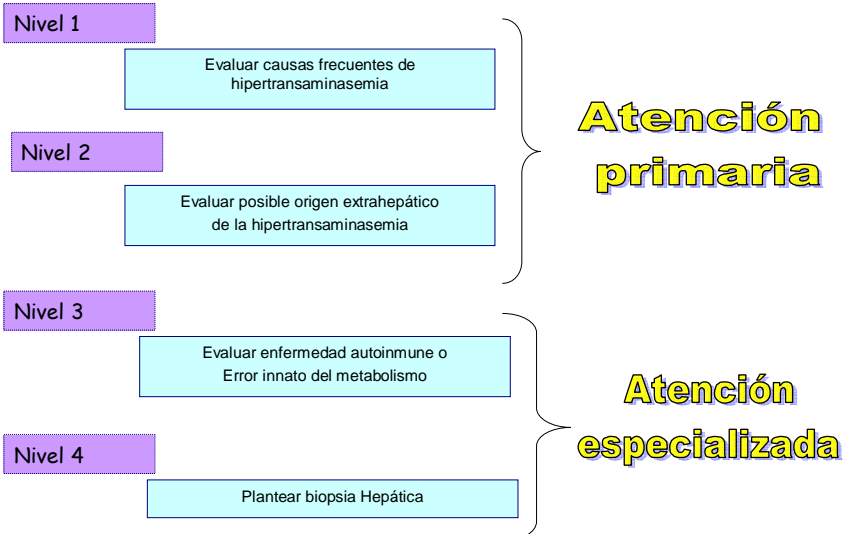 Nivel 1
Evaluar causas frecuentes de
hipertransaminasemia
Nivel 2
Evaluar posible origen extrahepático
de la hipertransaminasemia
Atención
primaria
Nivel 3
Evaluar enfermedad autoinmune o
Error innato del metabolismo
Nivel 4
Plantear biopsia Hepática
Atención
especializada